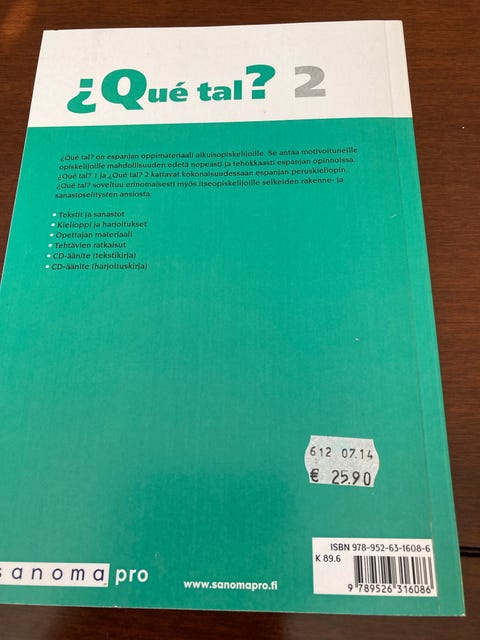 ¿Qué tal? 2
¿Qué tal? on espanjan oppimateriaali aikuisopiskelijoille. Se antaa motivoituneille
opiskelijoille mahdollisuuden edetä nopeasti ja tehokkaasti espanjan opinnoissa.
¿Qué tal? 1 ja ¿Qué tal? 2 kattavat kokonaisuudessaan espanjan peruskieliopin.
¿Qué tal? soveltuu erinomaisesti myös itseopiskelijoille selkeiden rakenne- ja
sanastoselitysten ansiosta.
• Tekstit ja sanastot
• Kielioppi ja harjoitukset
• Opettajan materiaali
• Tehtävien ratkaisut
• CD-äänite (tekstikirja)
• CD-äänite (harjoituskirja)
612 07.14
€ 25.90
ISBN 978-952-63-1608-6
K 89.6
9 789526 316086
sanoma pro
www.sanomapro.fi